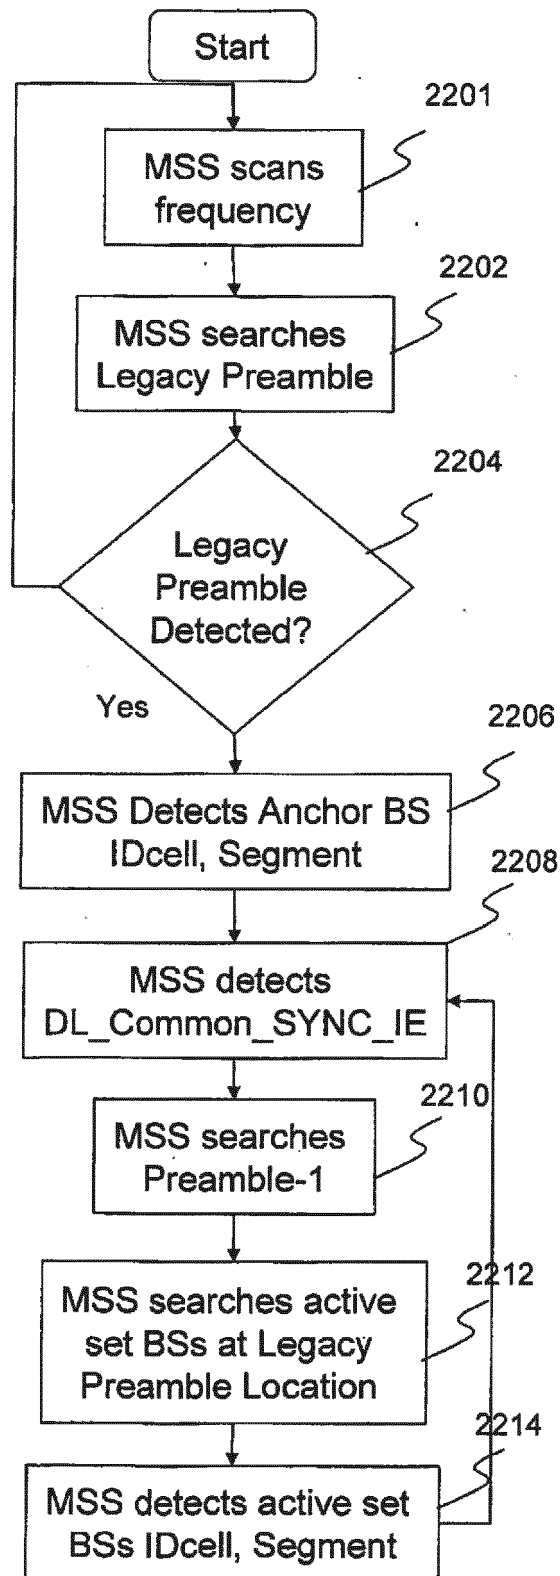 Start
2201
MSS scans
frequency
2202
MSS searches
Legacy Preamble
2204
Legacy
Preamble
Detected?
Yes
2206
MSS Detects Anchor BS
IDcell, Segment
2208
MSS detects
DL_Common_SYNC_IE
2210
MSS searches
Preamble-1
2212
MSS searches active
set BSs at Legacy
Preamble Location
2214
MSS detects active set
BSs IDcell, Segment